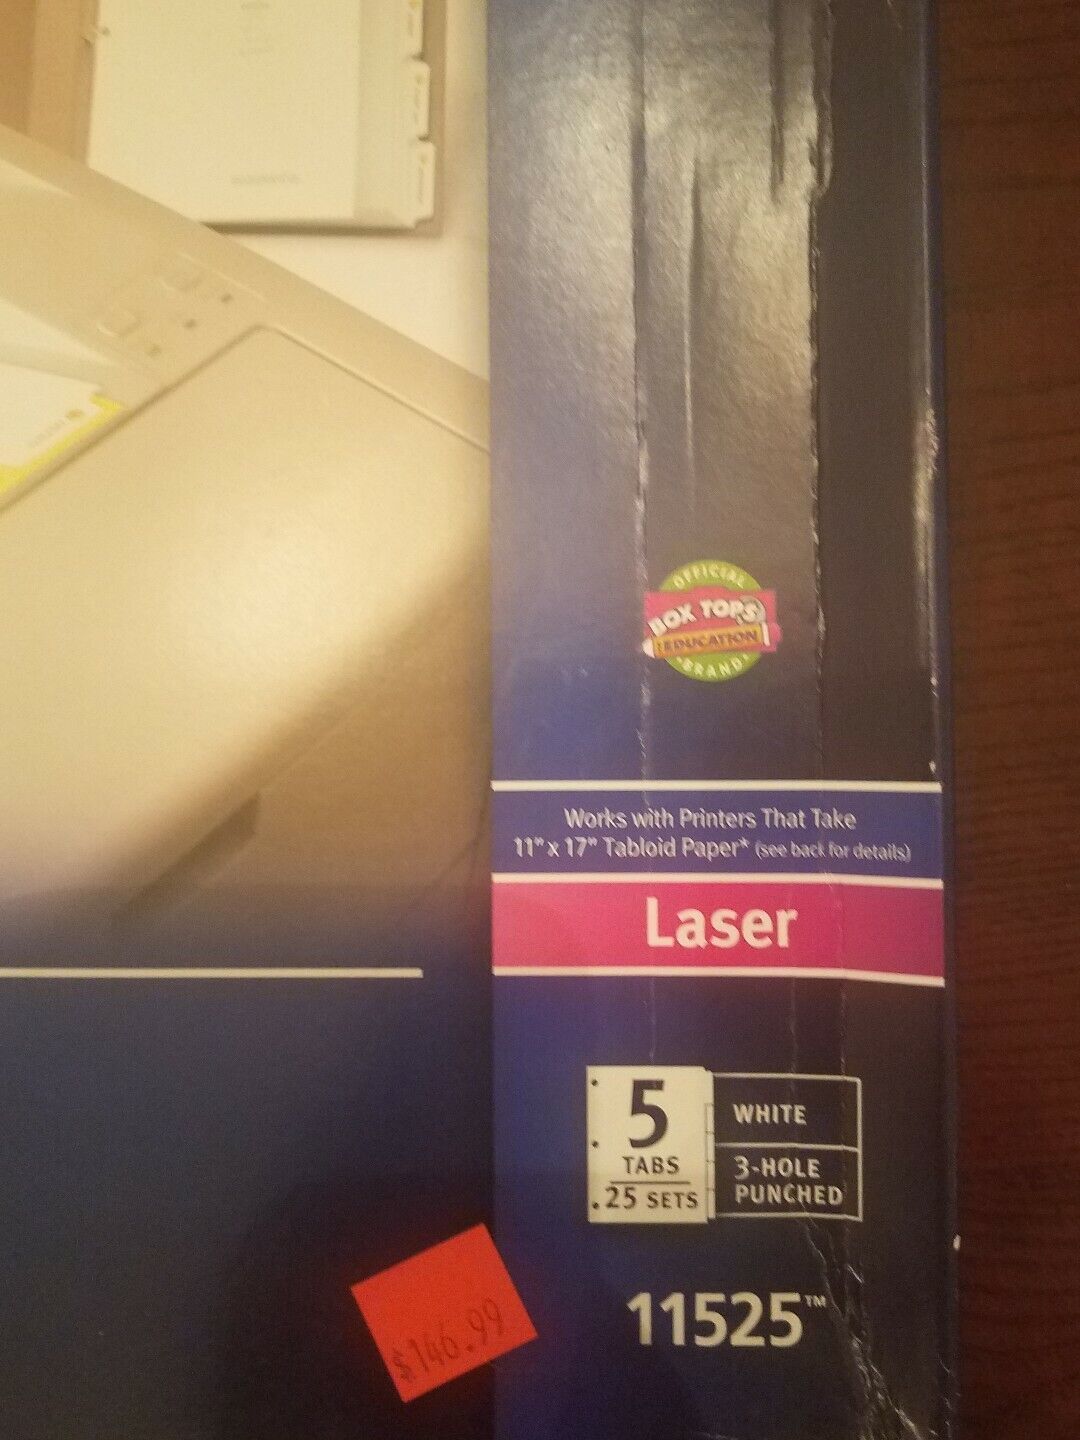 OFFICIAL
BOX TOPS
EDUCATION
BRAND
Works with Printers That Take
11" x 17" Tabloid Paper* (see back for details)
Laser
5
TABS
25 SETS
WHITE
3-HOLE
PUNCHED
11525™
$146.99